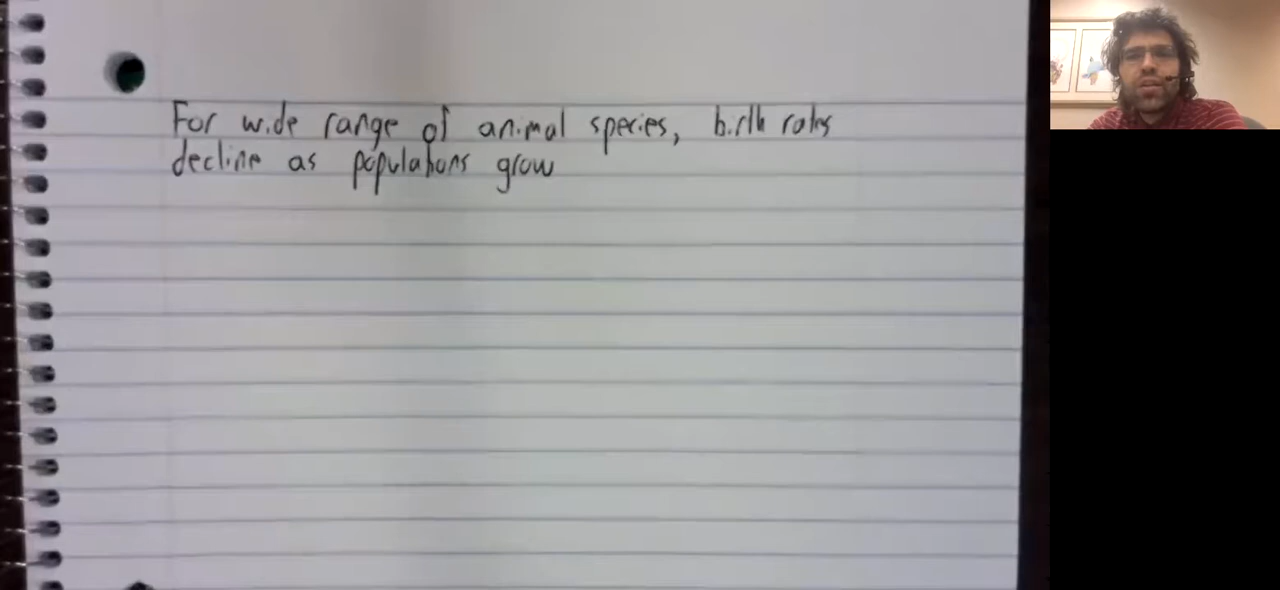 For wide range of animal species, birth rates
decline as populations grow